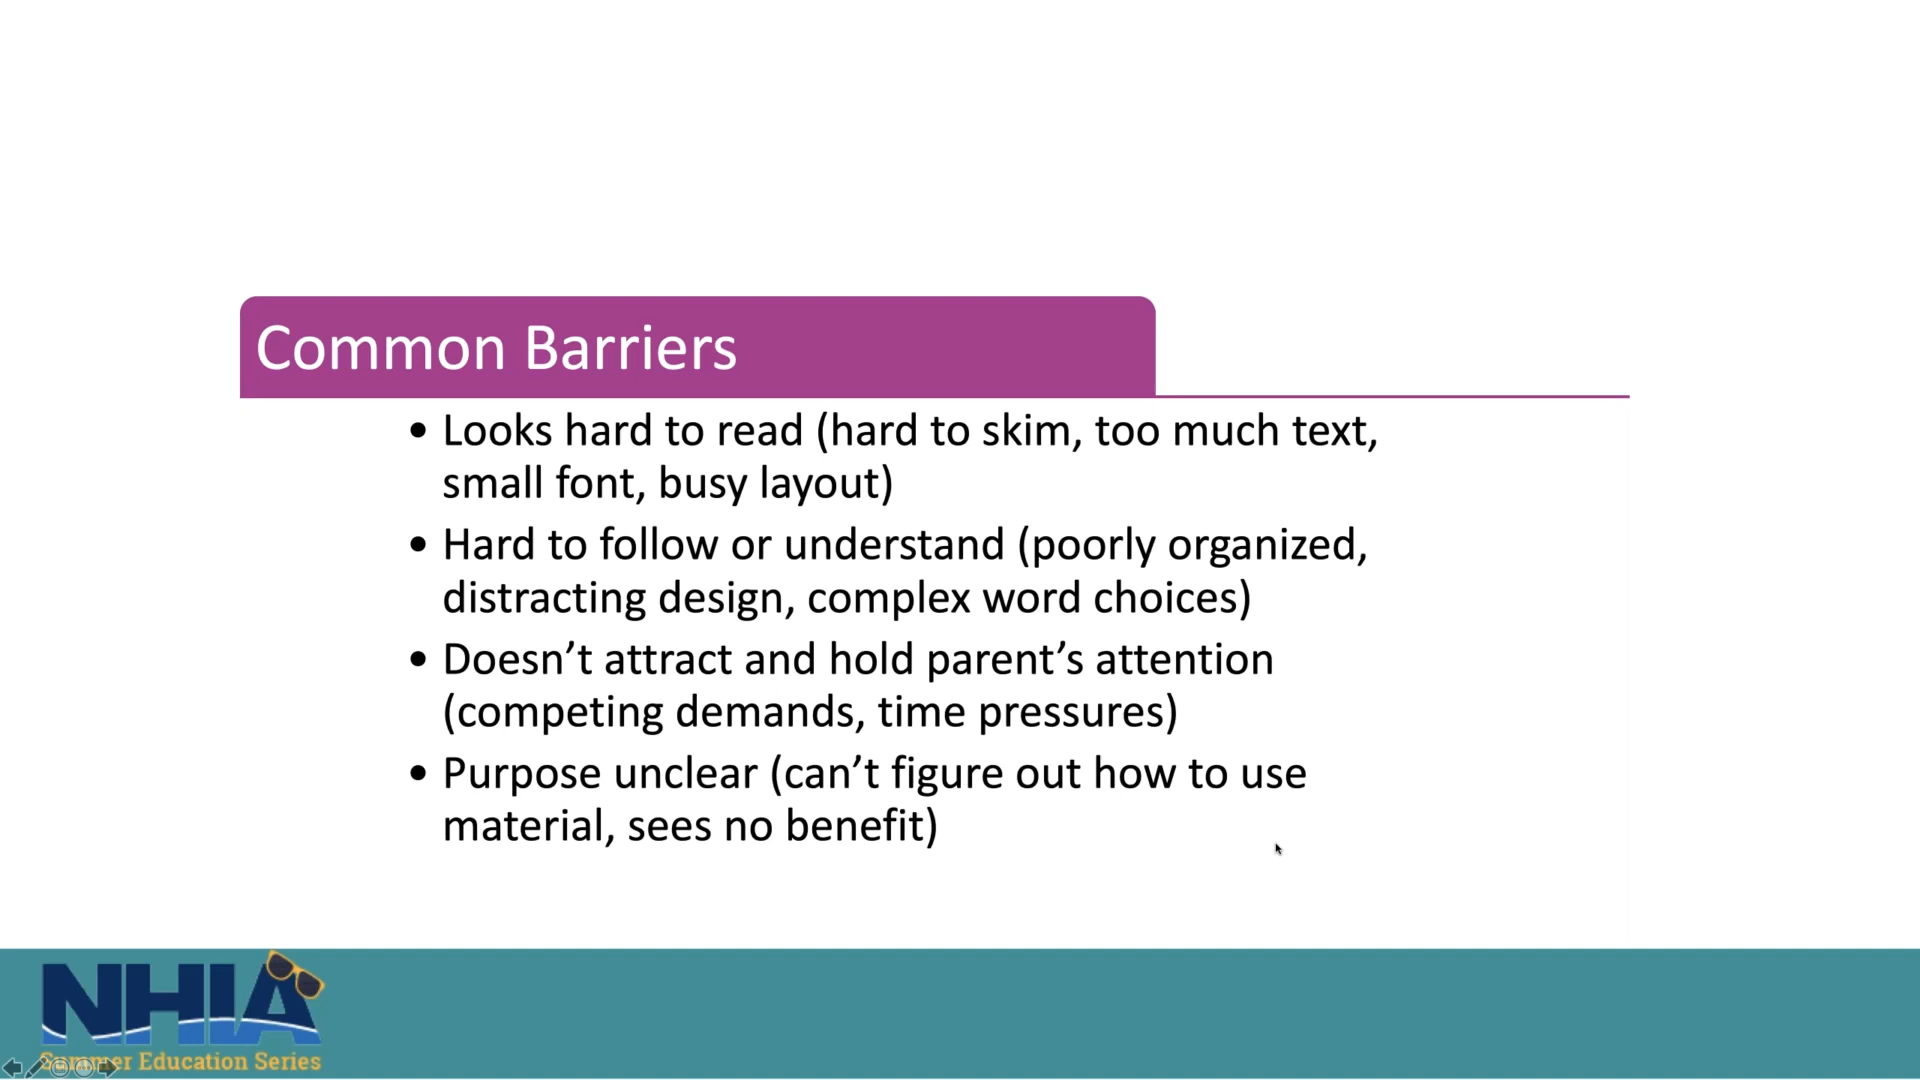 Common Barriers
• Looks hard to read (hard to skim, too much text,
small font, busy layout)
• Hard to follow or understand (poorly organized,
distracting design, complex word choices)
• Doesn’t attract and hold parent’s attention
(competing demands, time pressures)
• Purpose unclear (can’t figure out how to use
material, sees no benefit)
NHIA
Summer Education Series